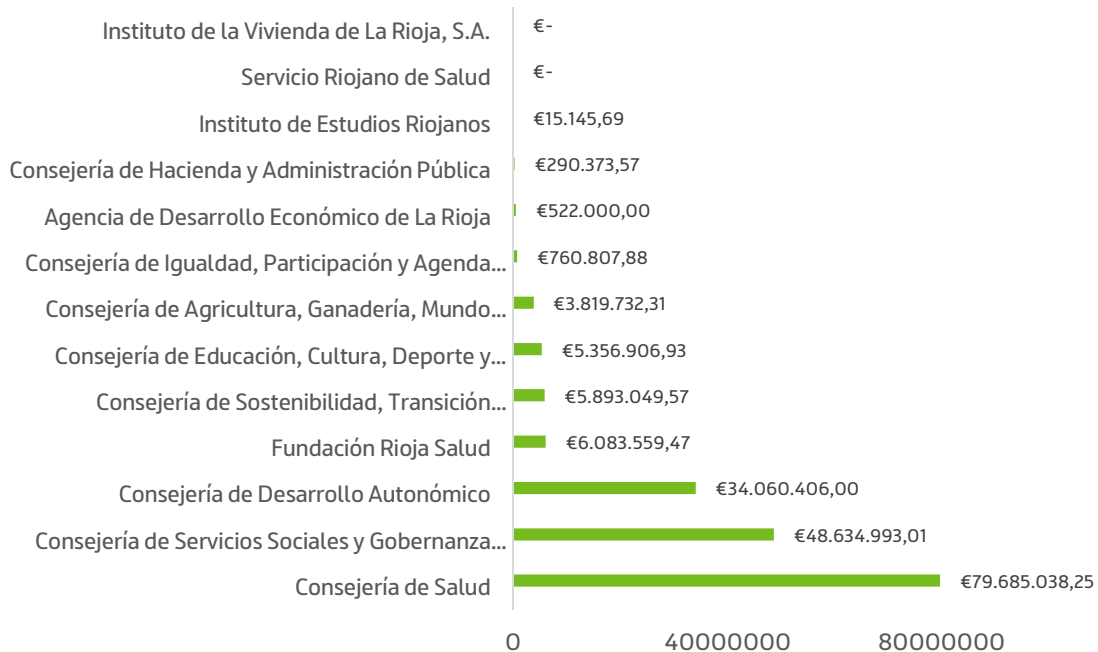 Instituto de la Vivienda de La Rioja, S.A. €-
Servicio Riojano de Salud €-
Instituto de Estudios Riojanos €15.145,69
Consejería de Hacienda y Administración Pública €290.373,57
Agencia de Desarrollo Económico de La Rioja €522.000,00
Consejería de Igualdad, Participación y Agenda... €760.807,88
Consejería de Agricultura, Ganadería, Mundo... €3.819.732,31
Consejería de Educación, Cultura, Deporte y... €5.356.906,93
Consejería de Sostenibilidad, Transición... €5.893.049,57
Fundación Rioja Salud €6.083.559,47
Consejería de Desarrollo Autonómico €34.060.406,00
Consejería de Servicios Sociales y Gobernanza... €48.634.993,01
Consejería de Salud €79.685.038,25
0 40000000 80000000